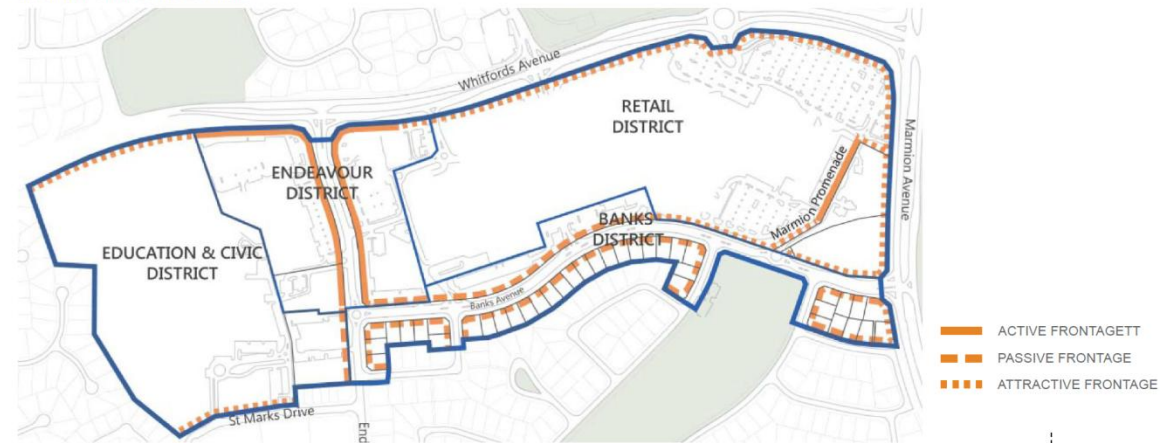 Whitfords Avenue
RETAIL
DISTRICT
Marmion Avenue
ENDEAVOUR
DISTRICT
Marmion Promenade
BANKS
DISTRICT
EDUCATION & CIVIC
DISTRICT
Banks Avenue
St Marks Drive
End
ACTIVE FRONTAGETT
PASSIVE FRONTAGE
ATTRACTIVE FRONTAGE